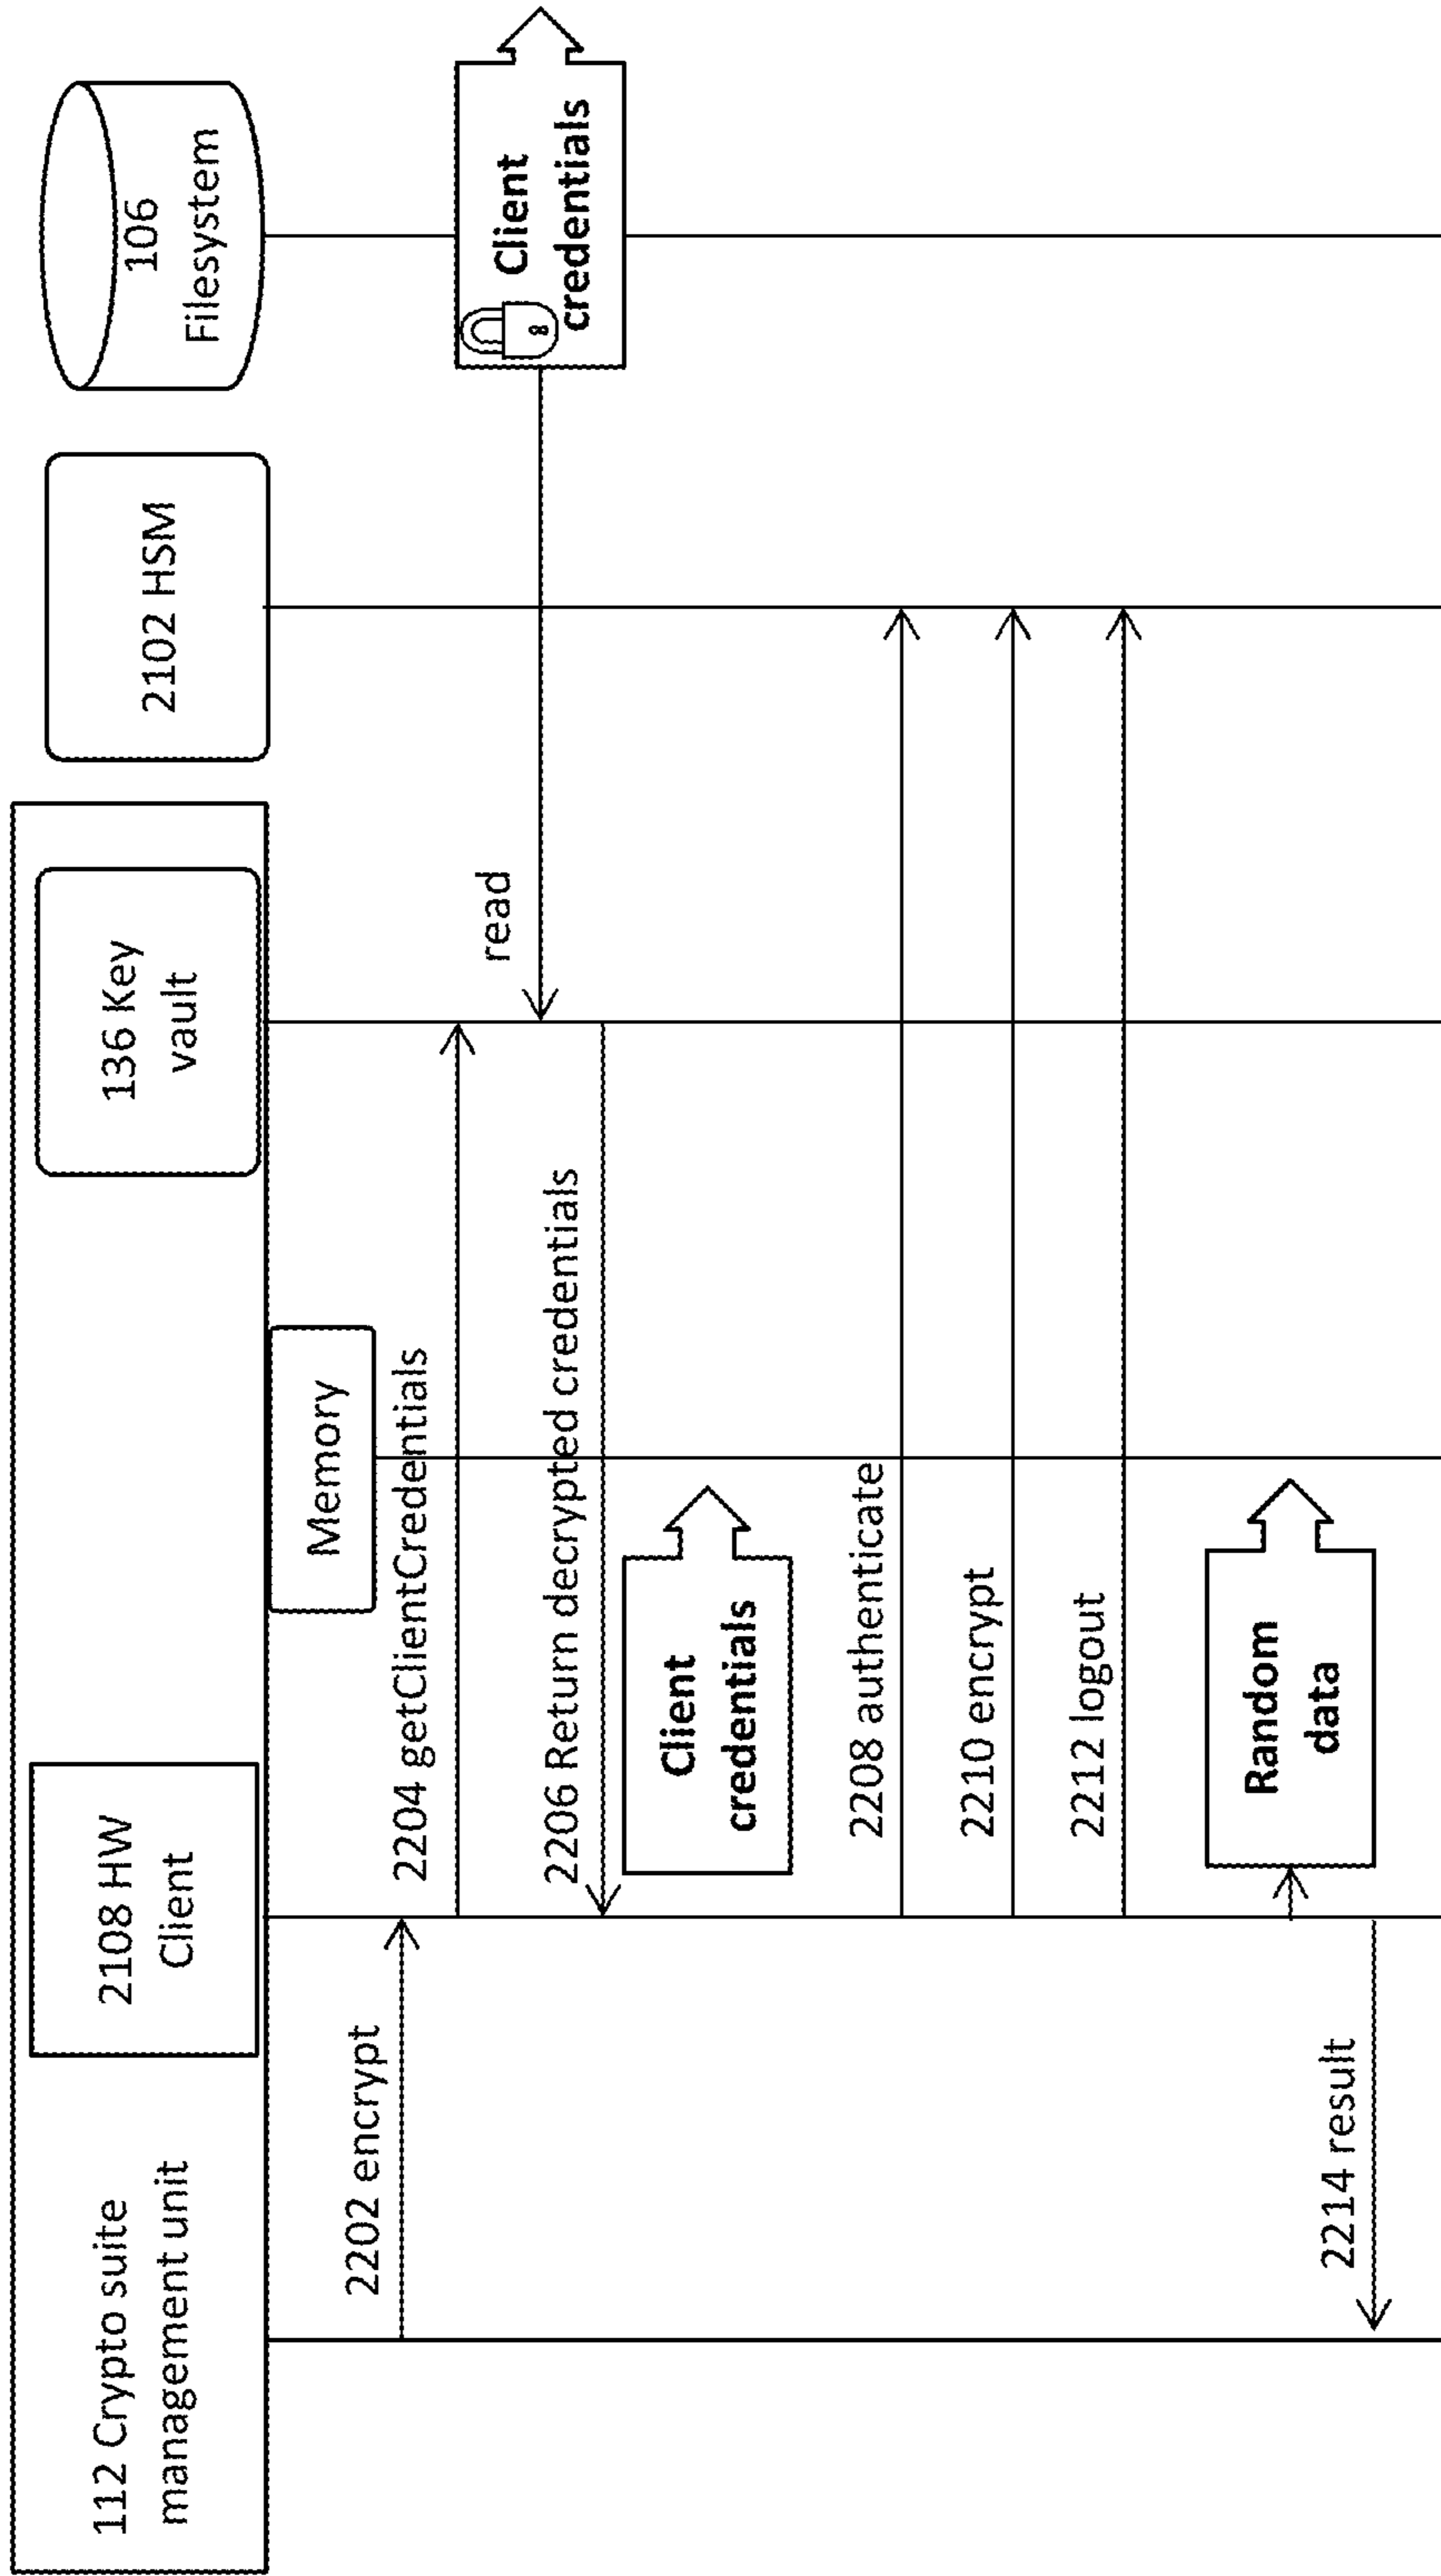 112 Crypto suite
management unit
2108 HW
Client
136 Key
vault
2102 HSM
106
Filesystem
Memory
2202 encrypt
2204 getClientCredentials
read
Client
credentials
8
2206 Return decrypted credentials
Client
credentials
2208 authenticate
2210 encrypt
2212 logout
Random
data
2214 result